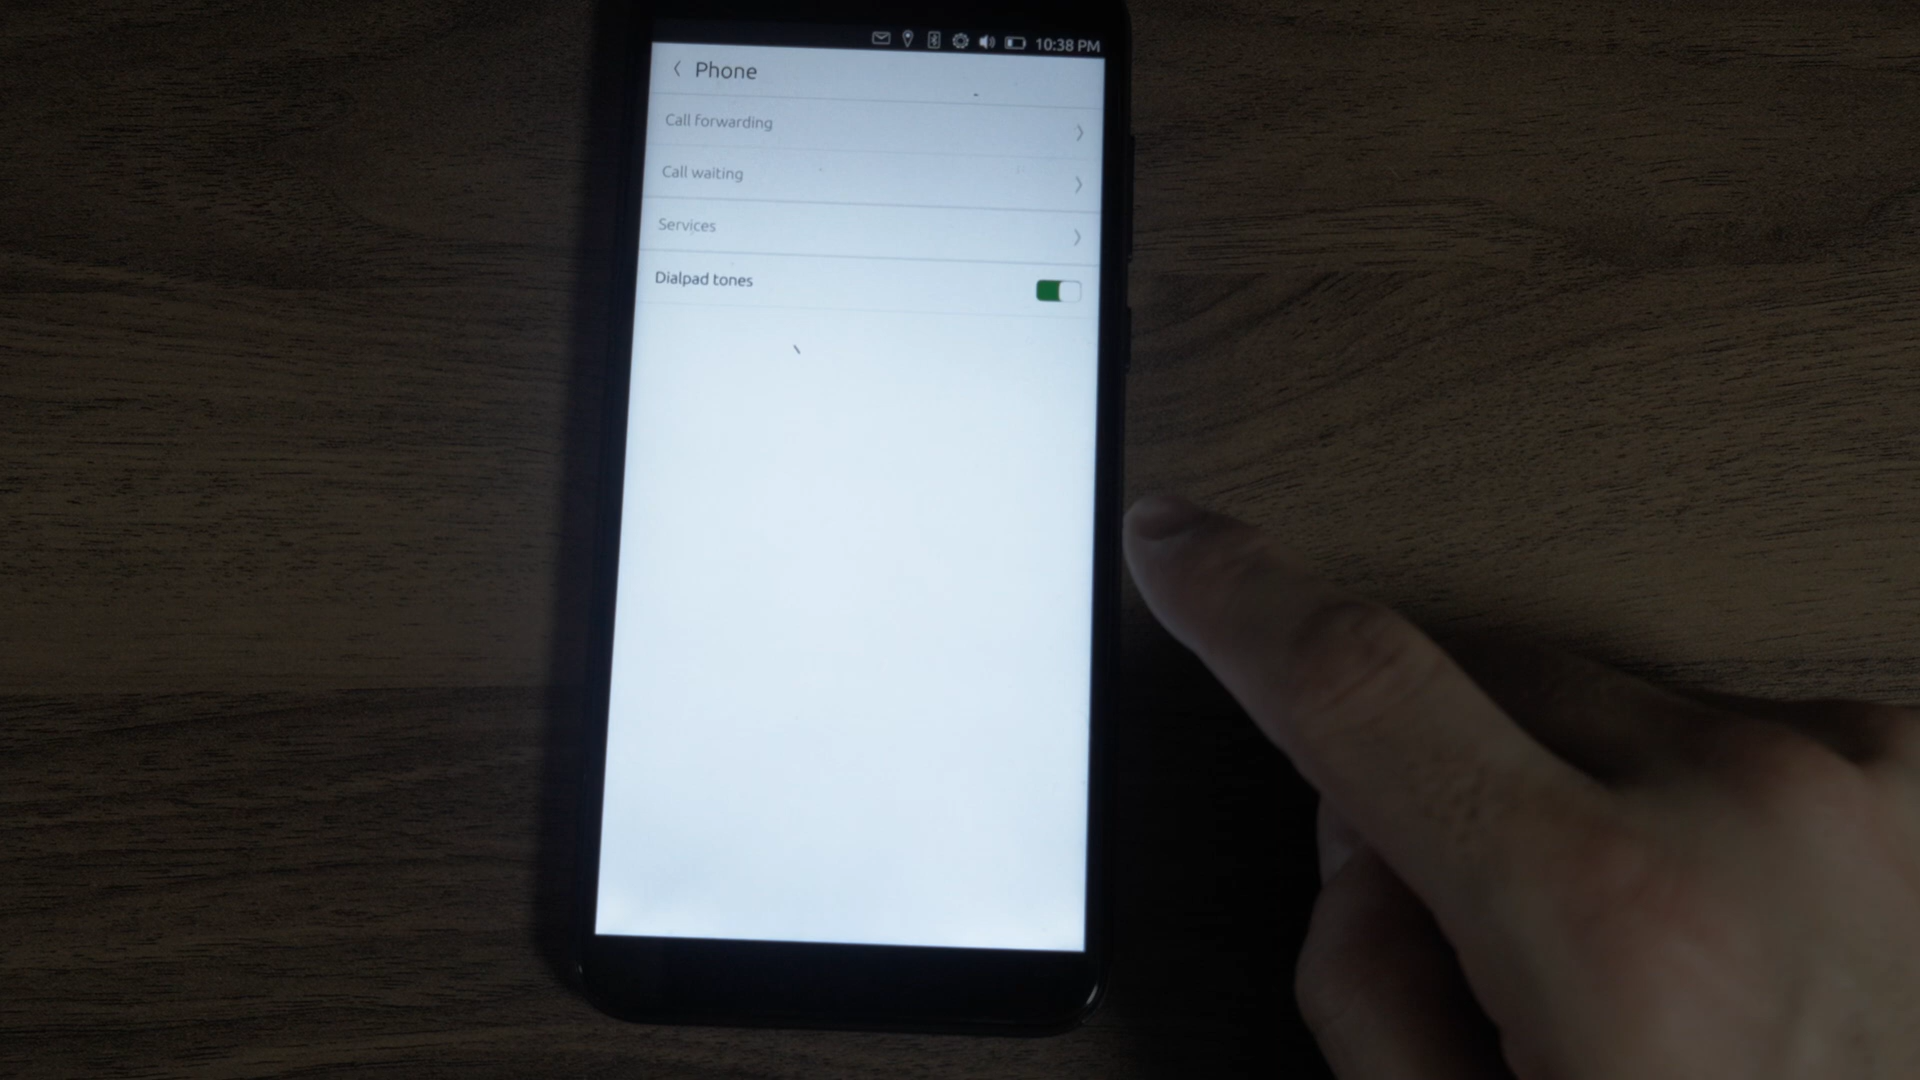 10:38 PM
Phone
Call forwarding
Call waiting
Services
Dialpad tones